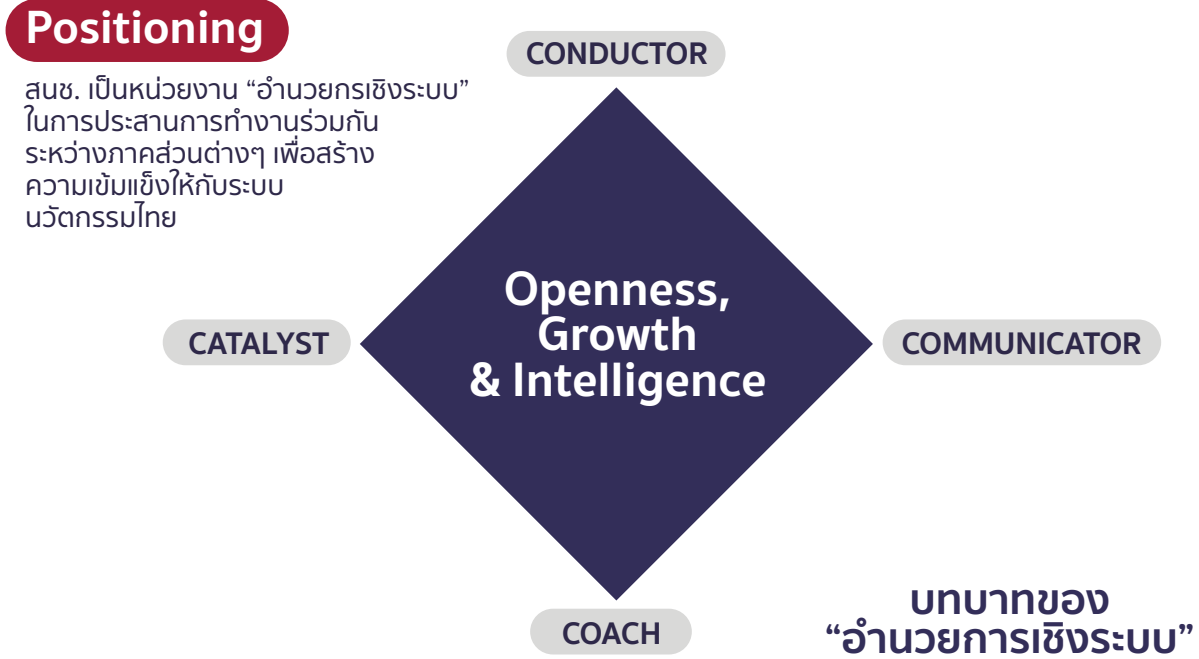 Positioning
สนช. เป็นหน่วยงาน “อำนวยกรเชิงระบบ”
ในการประสานการทำงานร่วมกัน
ระหว่างภาคส่วนต่างๆ เพื่อสร้าง
ความเข้มแข็งให้กับระบบ
นวัตกรรมไทย
CONDUCTOR
CATALYST
Openness,
Growth
& Intelligence
COMMUNICATOR
COACH
บทบาทของ
“อำนวยการเชิงระบบ”